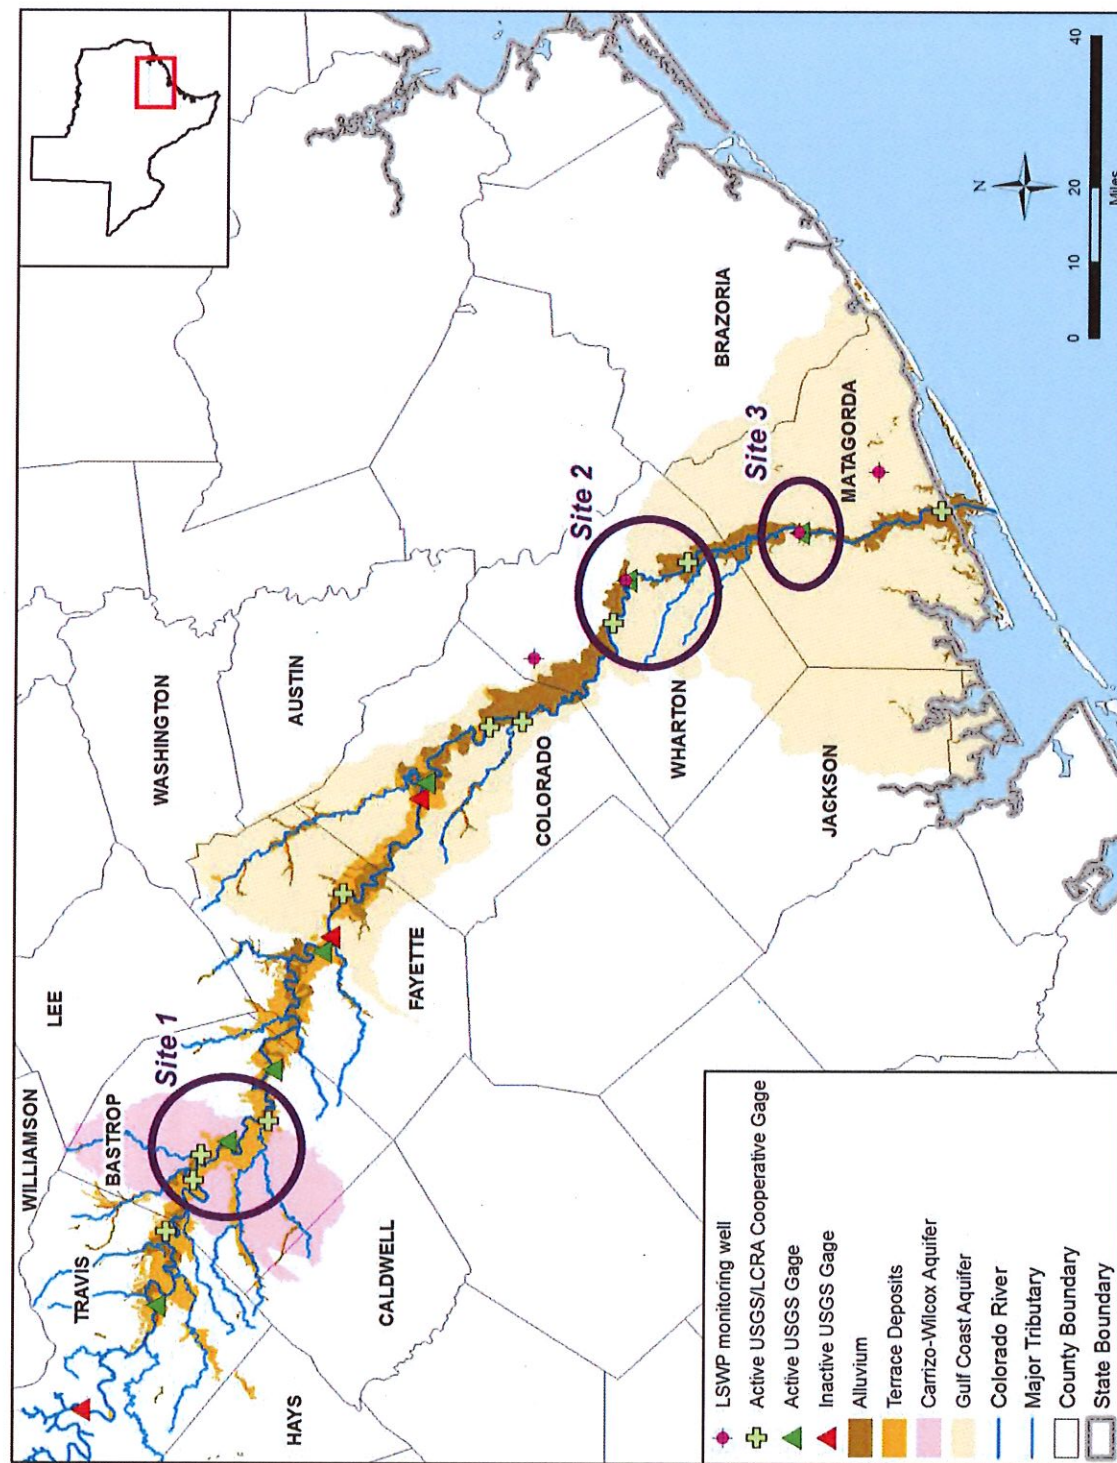 WILLIAMSON
LEE
WASHINGTON
AUSTIN
TRAVIS
BASTROP
Site 1
HAYS
CALDWELL
FAYETTE
COLORADO
Site 2
WHARTON
Site 3
BRAZORIA
JACKSON
MATAGORDA
N
0
10
20
40
Miles
LSWP monitoring well
Active USGS/LCRA Cooperative Gage
Active USGS Gage
Inactive USGS Gage
Alluvium
Terrace Deposits
Carrizo-Wilcox Aquifer
Gulf Coast Aquifer
Colorado River
Major Tributary
County Boundary
State Boundary